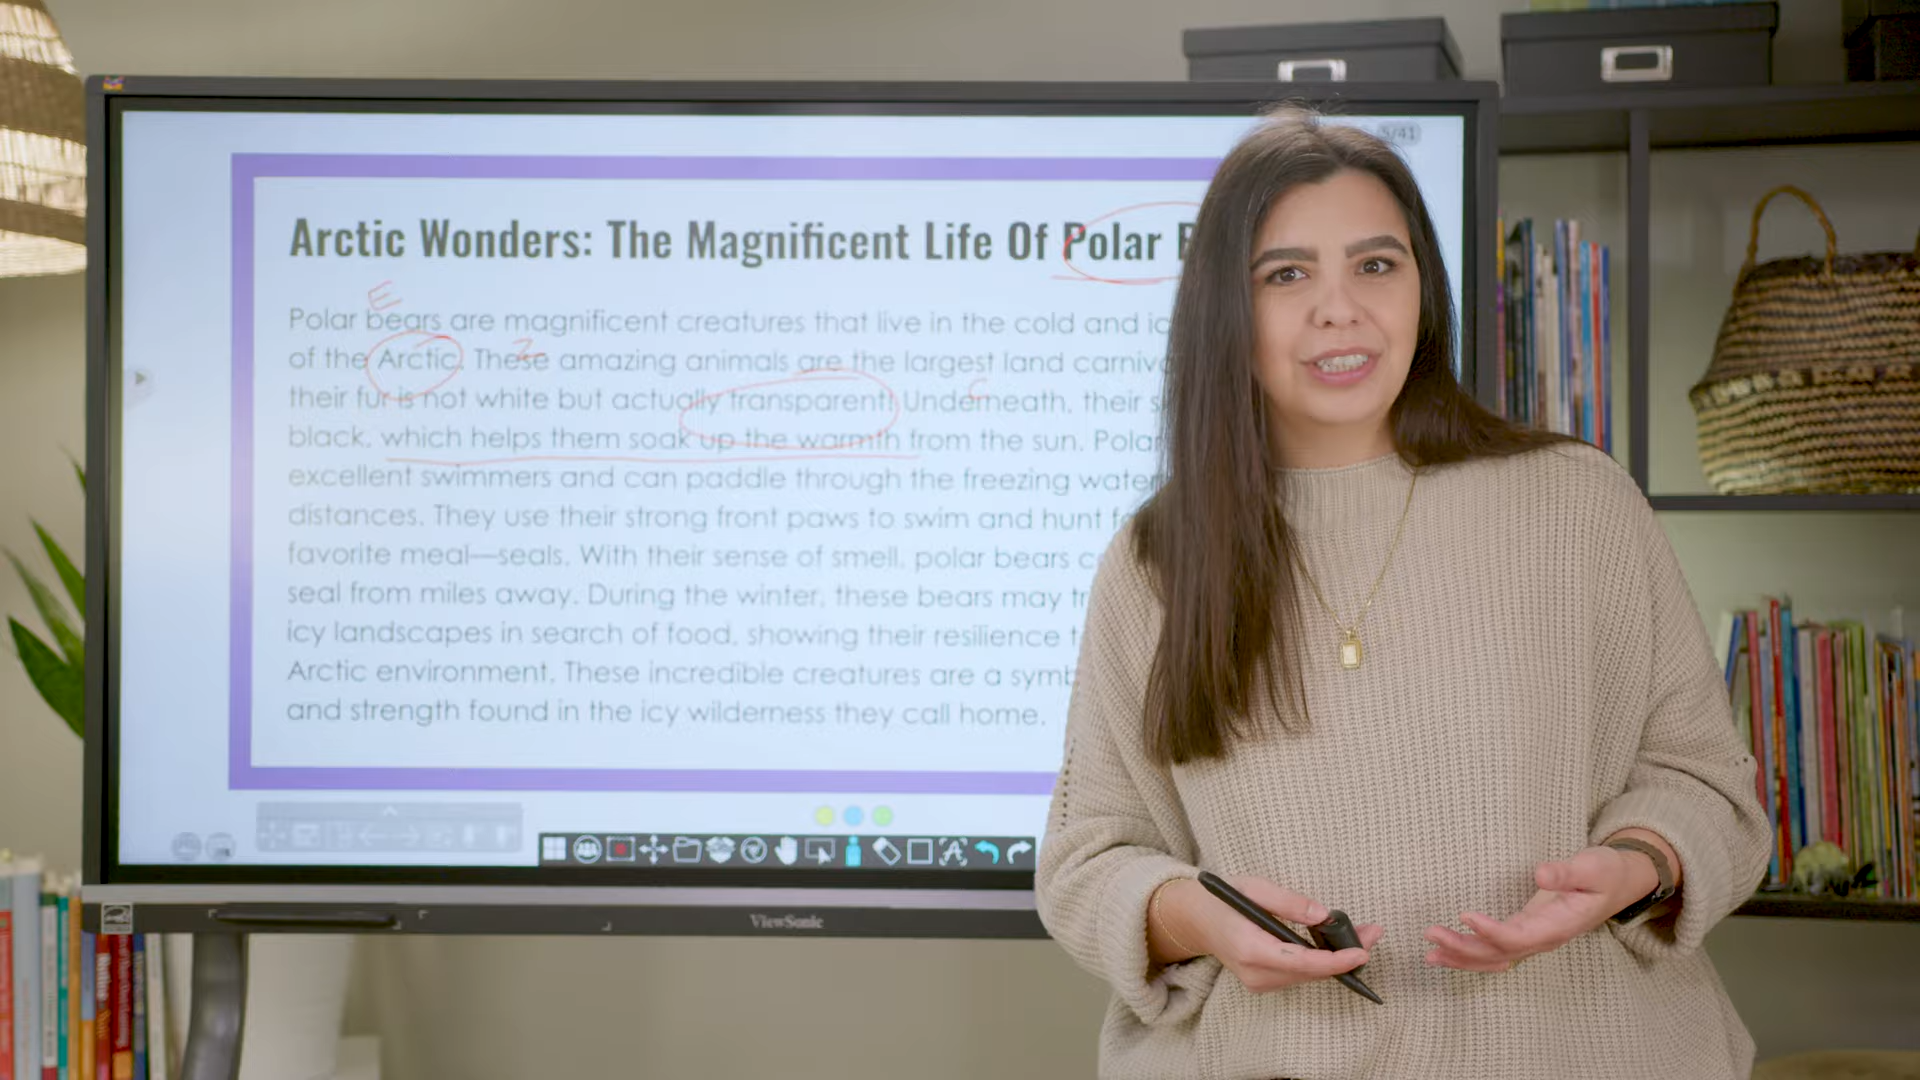 5/41
Arctic Wonders: The Magnificent Life Of Polar
E
Polar bears are magnificent creatures that live in the cold and
2
of the Arctic. These amazing animals are the largest land
C
their fur is not white but actually transparent! Underneath, their
black, which helps them soak up the warmth from the sun. Polar
excellent swimmers and can paddle through the freezing
distances. They use their strong front paws to swim and hunt
favorite meal—seals. With their sense of smell, polar bears
seal from miles away. During the winter, these bears may
icy landscapes in search of food, showing their resilience
Arctic environment. These incredible creatures are a
and strength found in the icy wilderness they call home.
ViewSonic